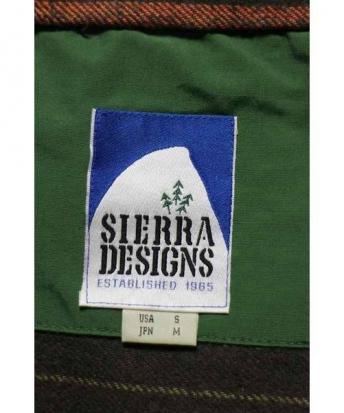 SIERRA
DESIGNS
ESTABLISHED 1965
USA S
JPN M